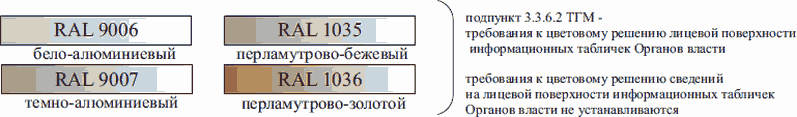 RAL 9006
бело-алюминиевый
RAL 1035
перламутрово-бежевый
RAL 9007
темно-алюминиевый
RAL 1036
перламутрово-золотой
подпункт 3.3.6.2 ТГМ -
требования к цветовому решению лицевой поверхности
информационных табличек Органов власти
требования к цветовому решению сведений
на лицевой поверхности информационных табличек
Органов власти не устанавливаются